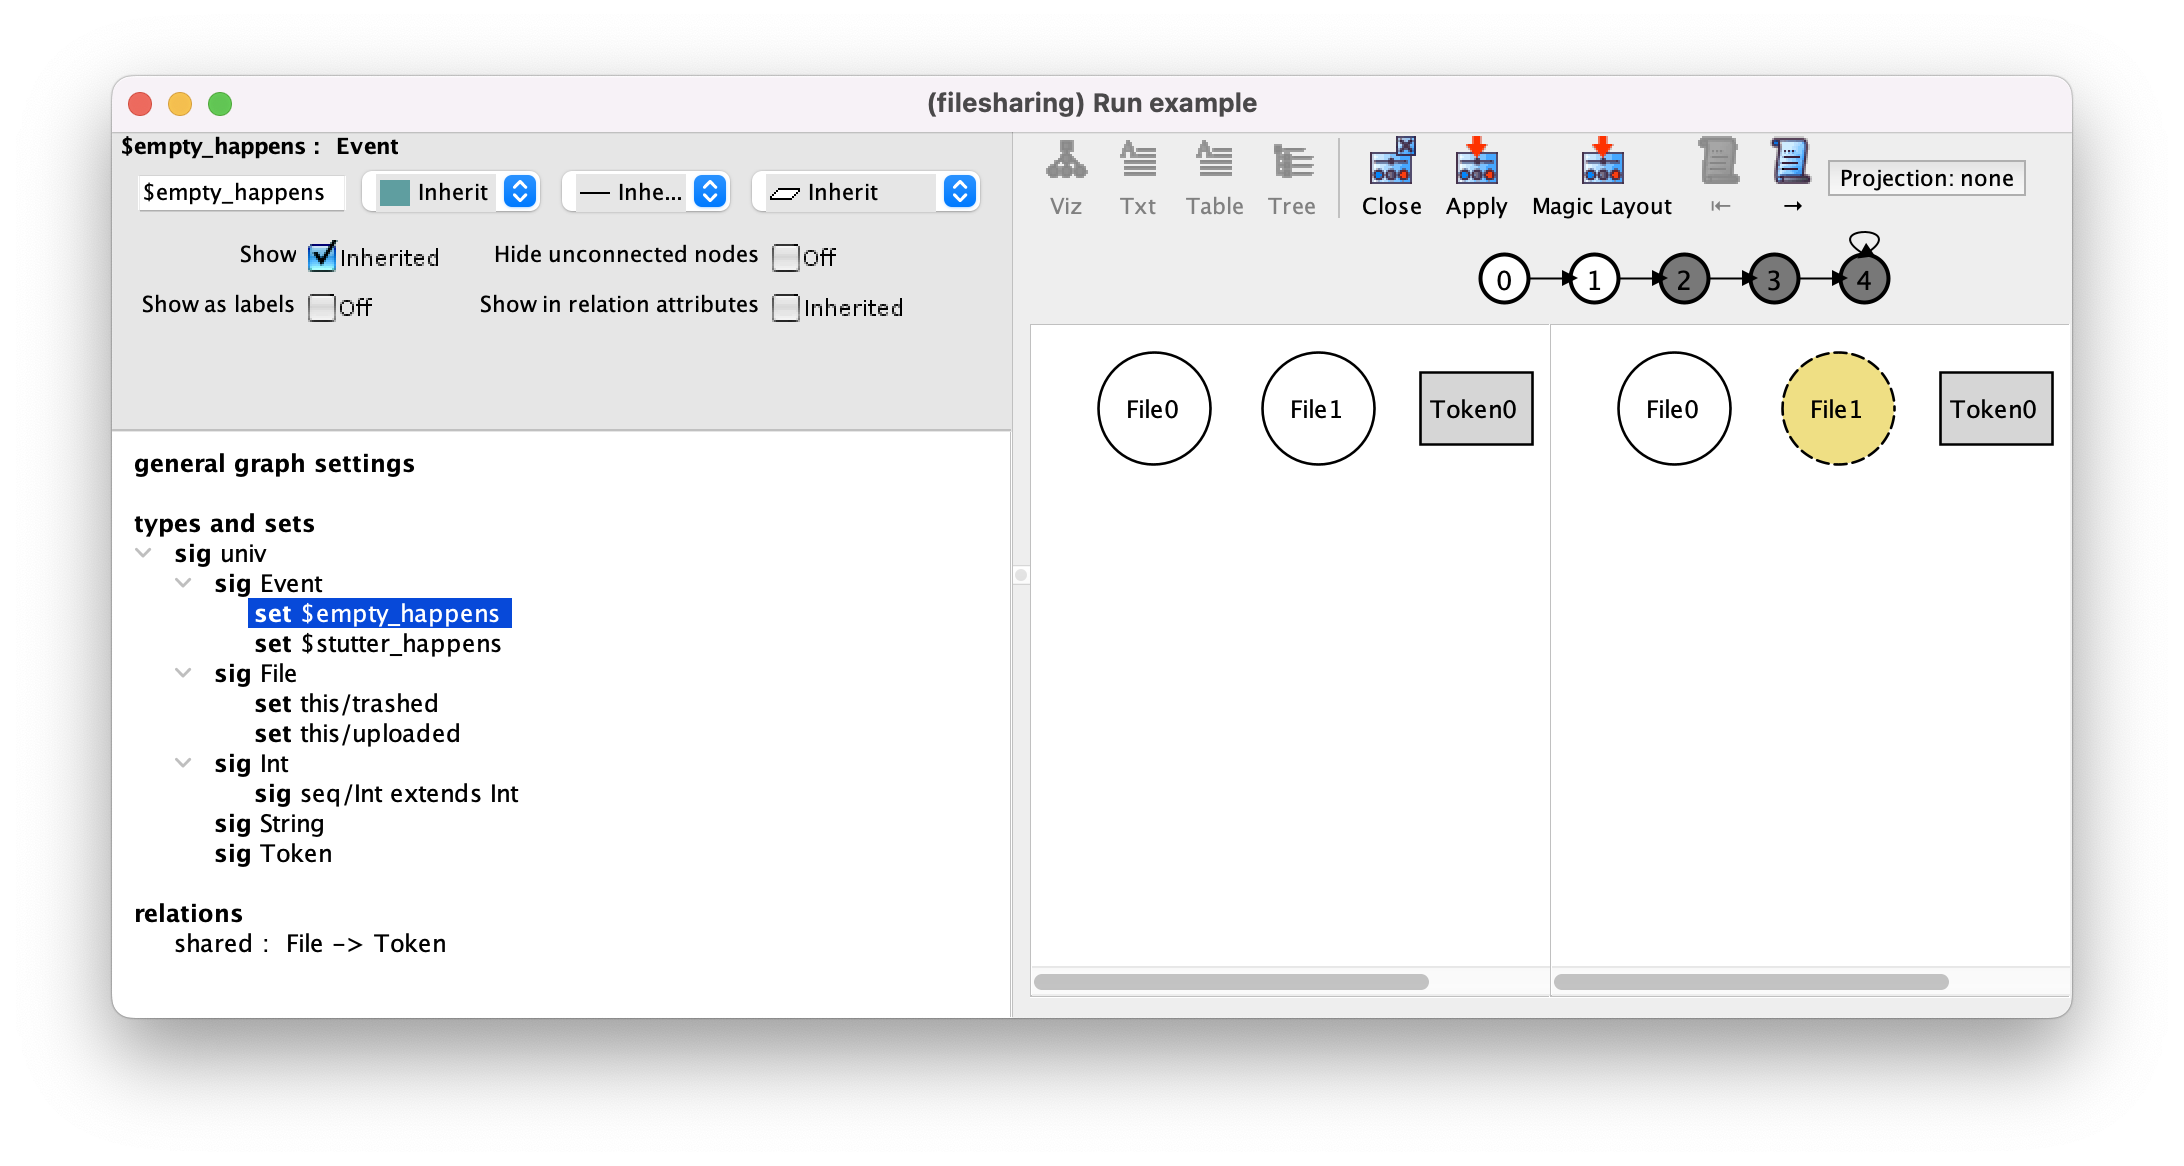 (filesharing) Run example
$empty_happens : Event
$empty_happens Inherit Inhe... Inherit
Show Inherited Hide unconnected nodes Off
Show as labels Off Show in relation attributes Inherited
general graph settings
types and sets
sig univ
sig Event
set $empty_happens
set $stutter_happens
sig File
set this/trashed
set this/uploaded
sig Int
sig seq/Int extends Int
sig String
sig Token
relations
shared : File -> Token
Viz Txt Table Tree Close Apply Magic Layout ⇤ → Projection: none
0 1 2 3 4
File0 File1 Token0 File0 File1 Token0